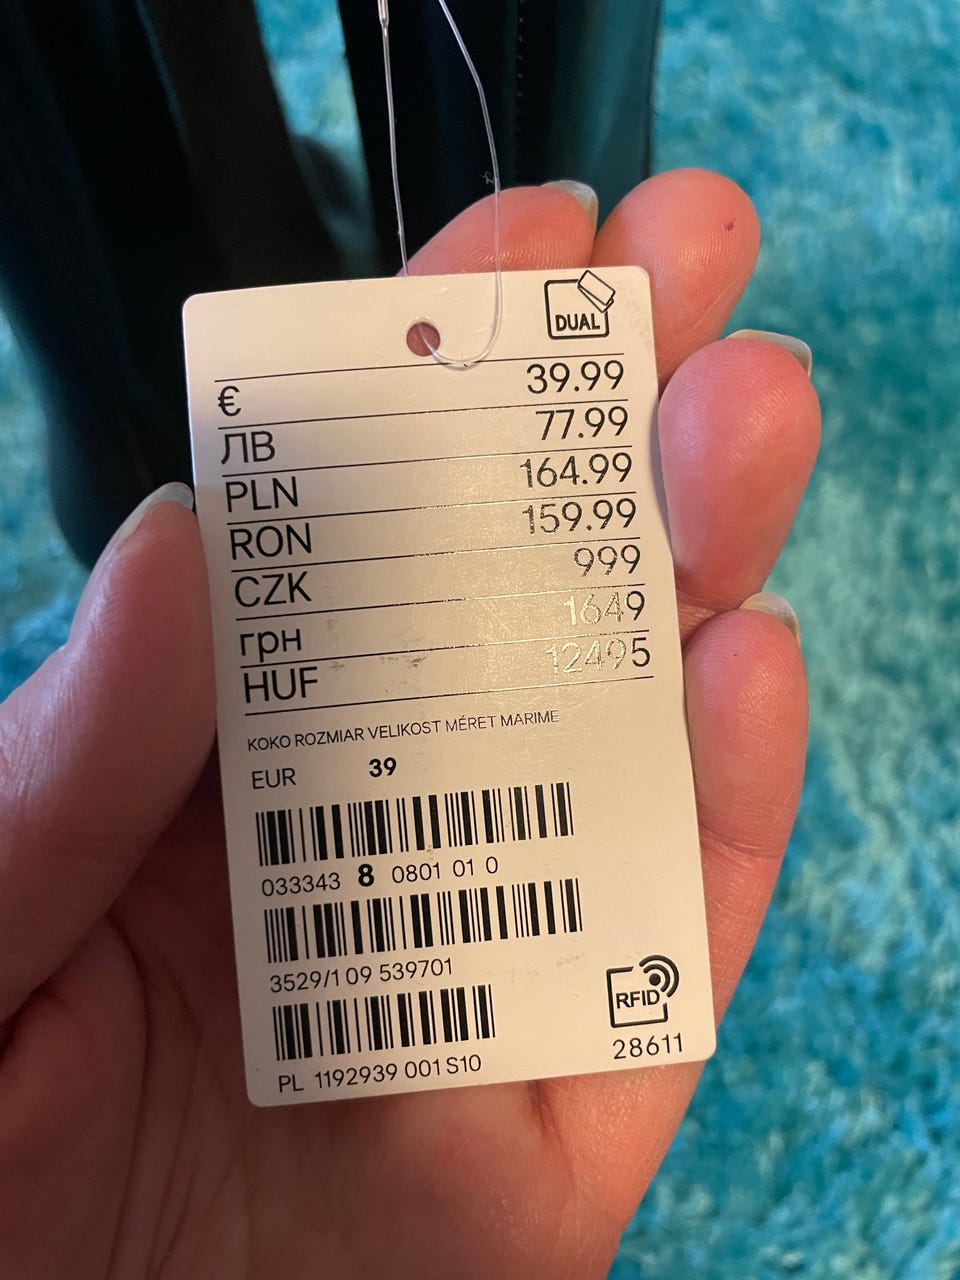 DUAL
€ 39.99
ЛВ 77.99
PLN 164.99
RON 159.99
CZK 999
грн 1649
HUF 12495
KOKO ROZMIAR VELIKOST MÉRET MARIME
EUR 39
033343 8 0801 01 0
3529/1 09 539701
RFID
28611
PL 1192939 001 S10